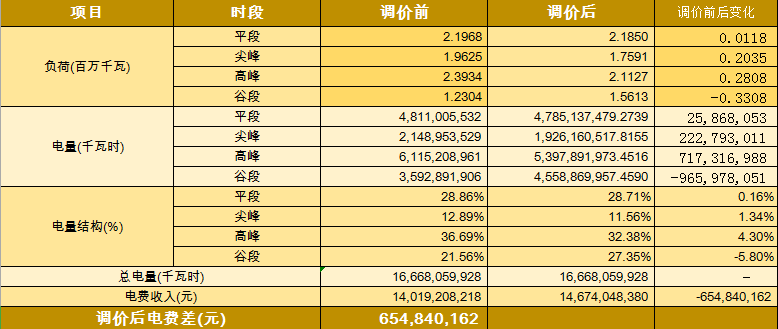 项目 时段 调价前 调价后 调价前后变化
负荷(百万千瓦) 平段 2.1968 2.1850 0.0118
尖峰 1.9625 1.7591 0.2035
高峰 2.3934 2.1127 0.2808
谷段 1.2304 1.5613 -0.3308
电量(千瓦时) 平段 4,811,005,532 4,785,137,479.2739 25,868,053
尖峰 2,148,953,529 1,926,160,517.8155 222,793,011
高峰 6,115,208,961 5,397,891,973.4516 717,316,988
谷段 3,592,891,906 4,558,869,957.4590 -965,978,051
电量结构(%) 平段 28.86% 28.71% 0.16%
尖峰 12.89% 11.56% 1.34%
高峰 36.69% 32.38% 4.30%
谷段 21.56% 27.35% -5.80%
总电量(千瓦时) 16,668,059,928 16,668,059,928 –
电费收入(元) 14,019,208,218 14,674,048,380 -654,840,162
调价后电费差(元) 654,840,162